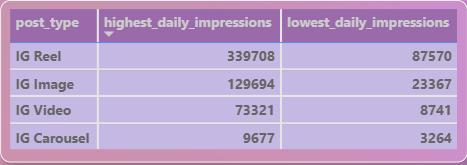 post_type highest_daily_impressions lowest_daily_impressions
IG Reel 339708 87570
IG Image 129694 23367
IG Video 73321 8741
IG Carousel 9677 3264